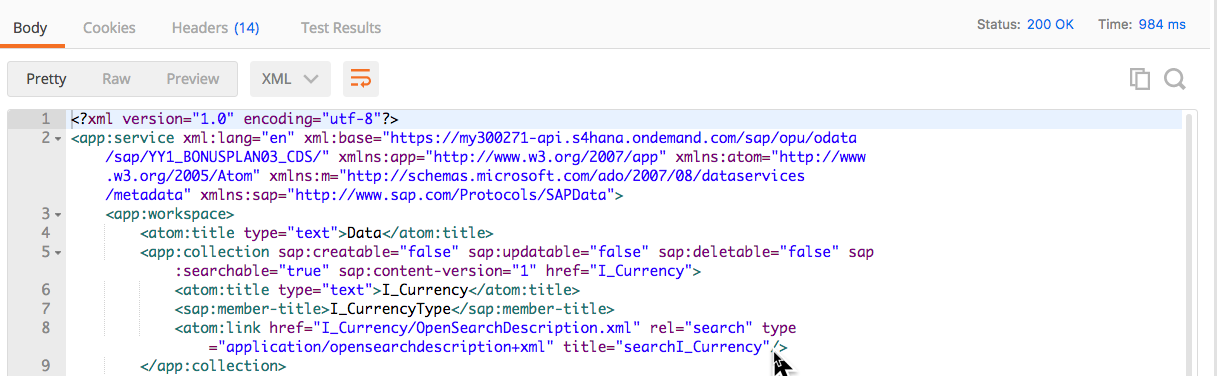 Body Cookies Headers (14) Test Results Status: 200 OK Time: 984 ms
Pretty Raw Preview XML
1 <?xml version="1.0" encoding="utf-8"?>
2 <app:service xml:lang="en" xml:base="https://my300271-api.s4hana.ondemand.com/sap/opu/odata
/sap/YY1_BONUSPLAN03_CDS/" xmlns:app="http://www.w3.org/2007/app" xmlns:atom="http://www
.w3.org/2005/Atom" xmlns:m="http://schemas.microsoft.com/ado/2007/08/dataservices
/metadata" xmlns:sap="http://www.sap.com/Protocols/SAPData">
3 <app:workspace>
4 <atom:title type="text">Data</atom:title>
5 <app:collection sap:creatable="false" sap:updatable="false" sap:deletable="false" sap
:searchable="true" sap:content-version="1" href="I_Currency">
6 <atom:title type="text">I_Currency</atom:title>
7 <sap:member-title>I_CurrencyType</sap:member-title>
8 <atom:link href="I_Currency/OpenSearchDescription.xml" rel="search" type
="application/opensearchdescription+xml" title="searchI_Currency"/>
9 </app:collection>